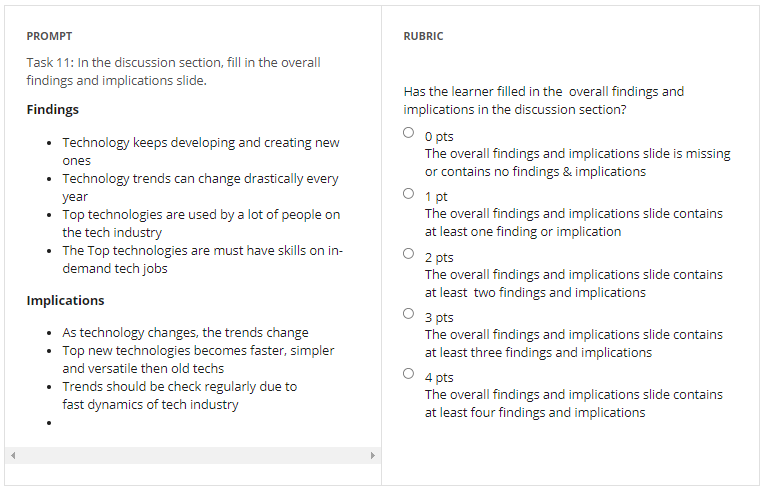 PROMPT
Task 11: In the discussion section, fill in the overall
findings and implications slide.
Findings
• Technology keeps developing and creating new
ones
• Technology trends can change drastically every
year
• Top technologies are used by a lot of people on
the tech industry
• The Top technologies are must have skills on in-
demand tech jobs
Implications
• As technology changes, the trends change
• Top new technologies becomes faster, simpler
and versatile then old techs
• Trends should be check regularly due to
fast dynamics of tech industry
•
RUBRIC
Has the learner filled in the overall findings and
implications in the discussion section?
0 pts
The overall findings and implications slide is missing
or contains no findings & implications
1 pt
The overall findings and implications slide contains
at least one finding or implication
2 pts
The overall findings and implications slide contains
at least two findings and implications
3 pts
The overall findings and implications slide contains
at least three findings and implications
4 pts
The overall findings and implications slide contains
at least four findings and implications